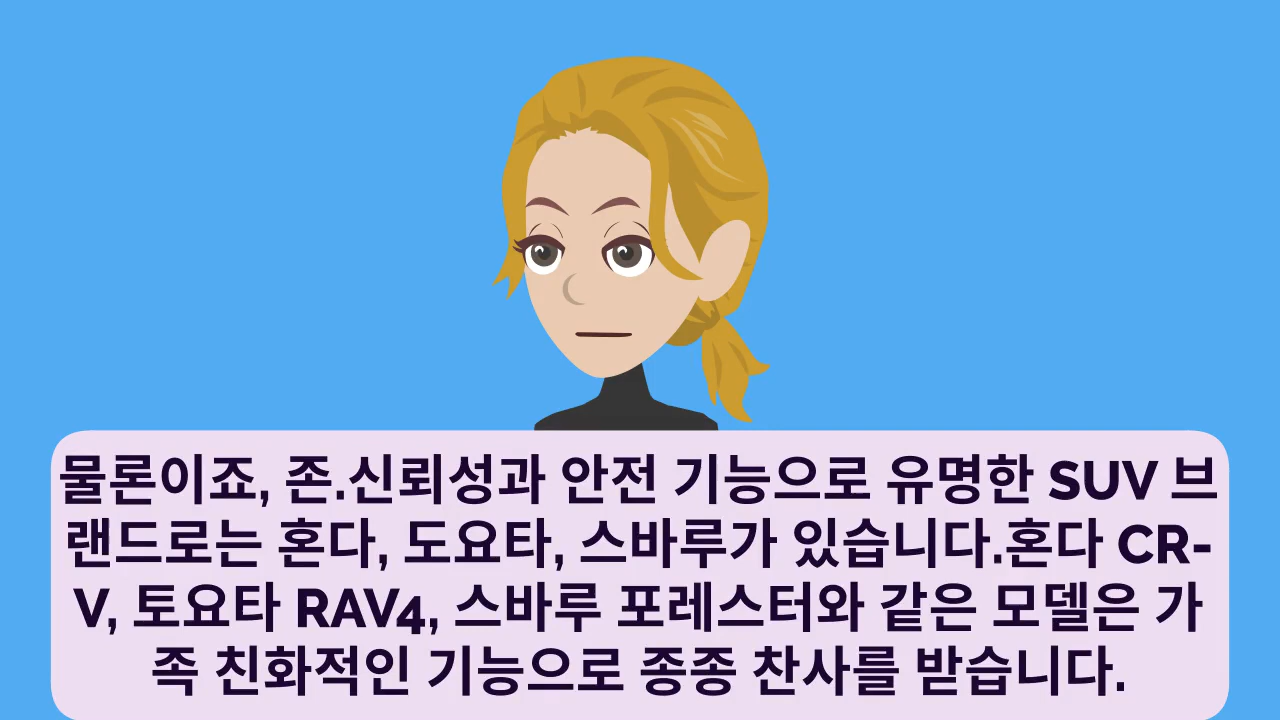 물론이죠, 존.신뢰성과 안전 기능으로 유명한 SUV 브
랜드로는 혼다, 도요타, 스바루가 있습니다.혼다 CR-
V, 토요타 RAV4, 스바루 포레스터와 같은 모델은 가
족 친화적인 기능으로 종종 찬사를 받습니다.